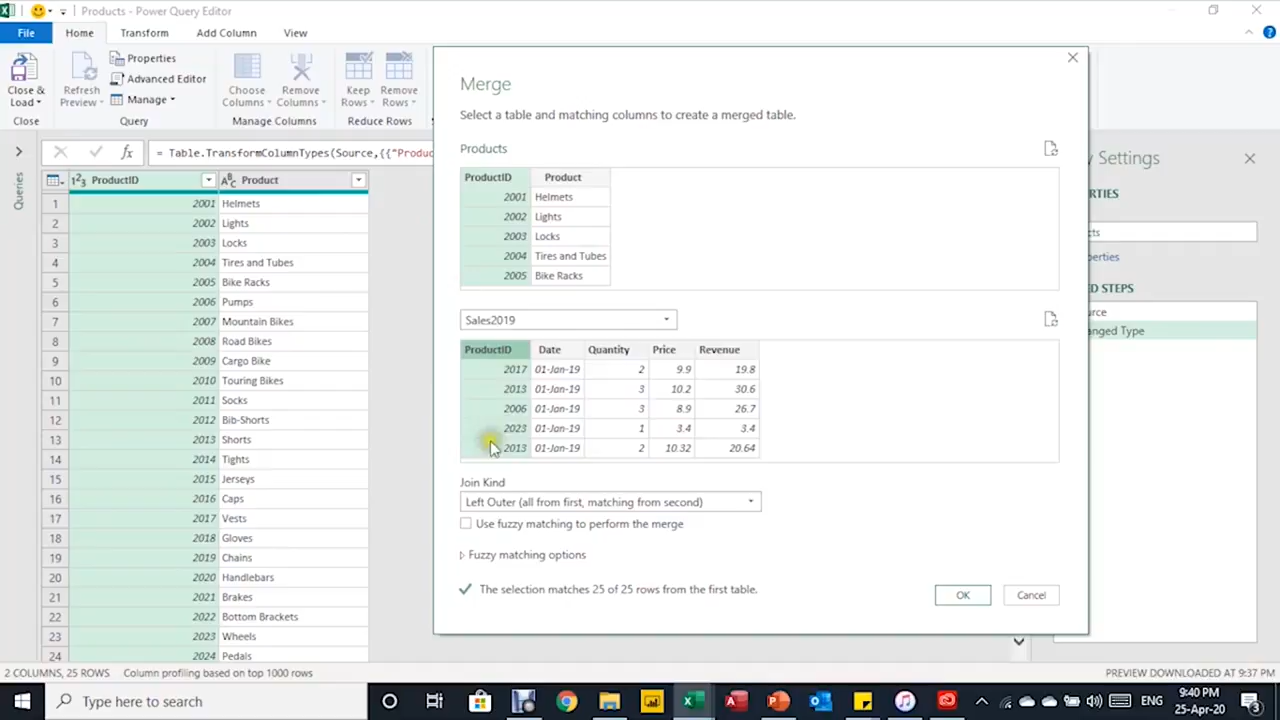 Products - Power Query Editor
File Home Transform Add Column View
Close & Load
Refresh Preview
Properties
Advanced Editor
Manage
Choose Columns
Remove Columns
Keep Rows
Remove Rows
Close Query Manage Columns Reduce Rows
Queries
fx = Table.TransformColumnTypes(Source,{{"Produc
ProductID Product
1 2001 Helmets
2 2002 Lights
3 2003 Locks
4 2004 Tires and Tubes
5 2005 Bike Racks
6 2006 Pumps
7 2007 Mountain Bikes
8 2008 Road Bikes
9 2009 Cargo Bike
10 2010 Touring Bikes
11 2011 Socks
12 2012 Bib-Shorts
13 2013 Shorts
14 2014 Tights
15 2015 Jerseys
16 2016 Caps
17 2017 Vests
18 2018 Gloves
19 2019 Chains
20 2020 Handlebars
21 2021 Brakes
22 2022 Bottom Brackets
23 2023 Wheels
24 2024 Pedals
Merge
Select a table and matching columns to create a merged table.
Products
ProductID Product
2001 Helmets
2002 Lights
2003 Locks
2004 Tires and Tubes
2005 Bike Racks
Sales2019
ProductID Date Quantity Price Revenue
2017 01-Jan-19 2 9.9 19.8
2013 01-Jan-19 3 10.2 30.6
2006 01-Jan-19 3 8.9 26.7
2023 01-Jan-19 1 3.4 3.4
2013 01-Jan-19 2 10.32 20.64
Join Kind
Left Outer (all from first, matching from second)
Use fuzzy matching to perform the merge
Fuzzy matching options
The selection matches 25 of 25 rows from the first table.
OK Cancel
y Settings
RTIES
cts
operties
D STEPS
urce
anged Type
2 COLUMNS, 25 ROWS Column profiling based on top 1000 rows PREVIEW DOWNLOADED AT 9:37 PM
Type here to search
ENG
9:40 PM
25-Apr-20
3